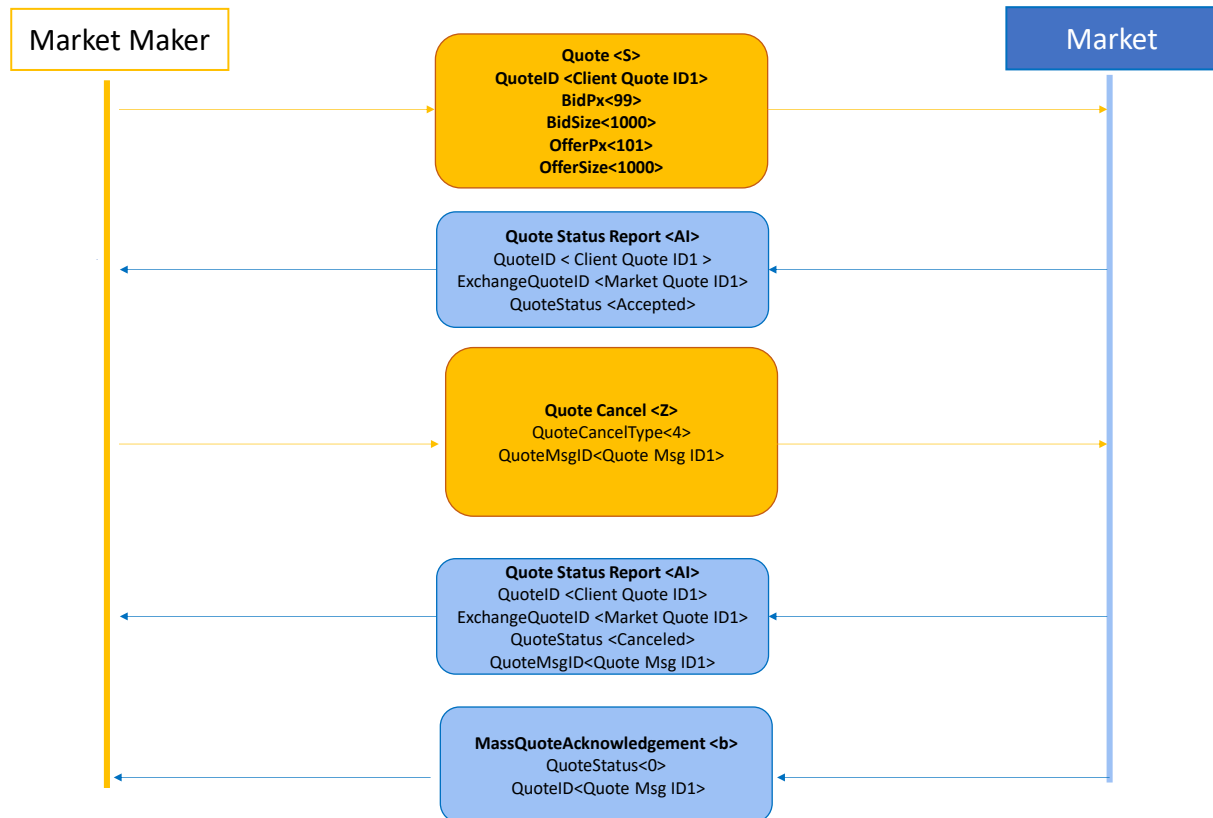 Market Maker
Market
Quote <S>
QuoteID <Client Quote ID1>
BidPx<99>
BidSize<1000>
OfferPx<101>
OfferSize<1000>
Quote Status Report <AI>
QuoteID < Client Quote ID1 >
ExchangeQuoteID <Market Quote ID1>
QuoteStatus <Accepted>
Quote Cancel <Z>
QuoteCancelType<4>
QuoteMsgID<Quote Msg ID1>
Quote Status Report <AI>
QuoteID <Client Quote ID1>
ExchangeQuoteID <Market Quote ID1>
QuoteStatus <Canceled>
QuoteMsgID<Quote Msg ID1>
MassQuoteAcknowledgement <b>
QuoteStatus<0>
QuoteID<Quote Msg ID1>